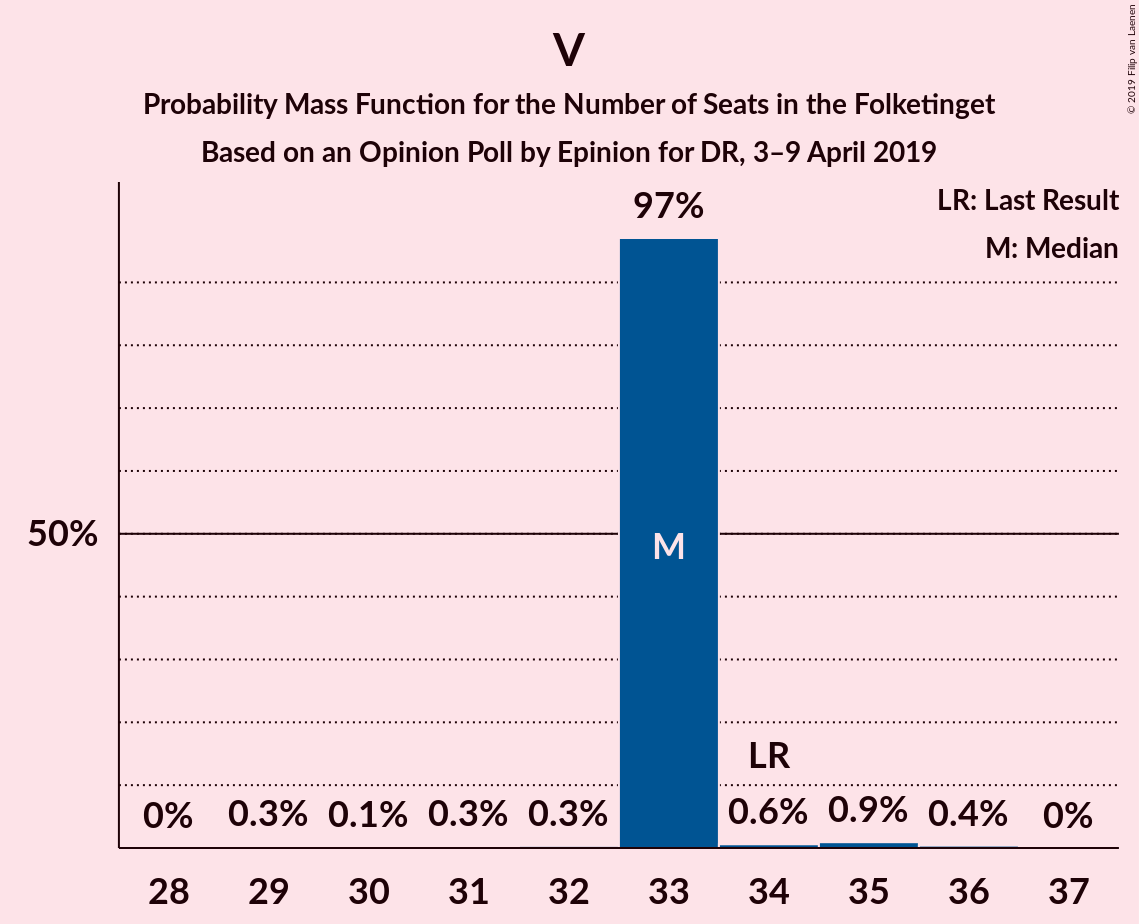 V
Probability Mass Function for the Number of Seats in the Folketinget
Based on an Opinion Poll by Epinion for DR, 3–9 April 2019
© 2019 Filip van Laenen
LR: Last Result
M: Median
97%
50%
M
LR
0% 0.3% 0.1% 0.3% 0.3% 0.6% 0.9% 0.4% 0%
28 29 30 31 32 33 34 35 36 37